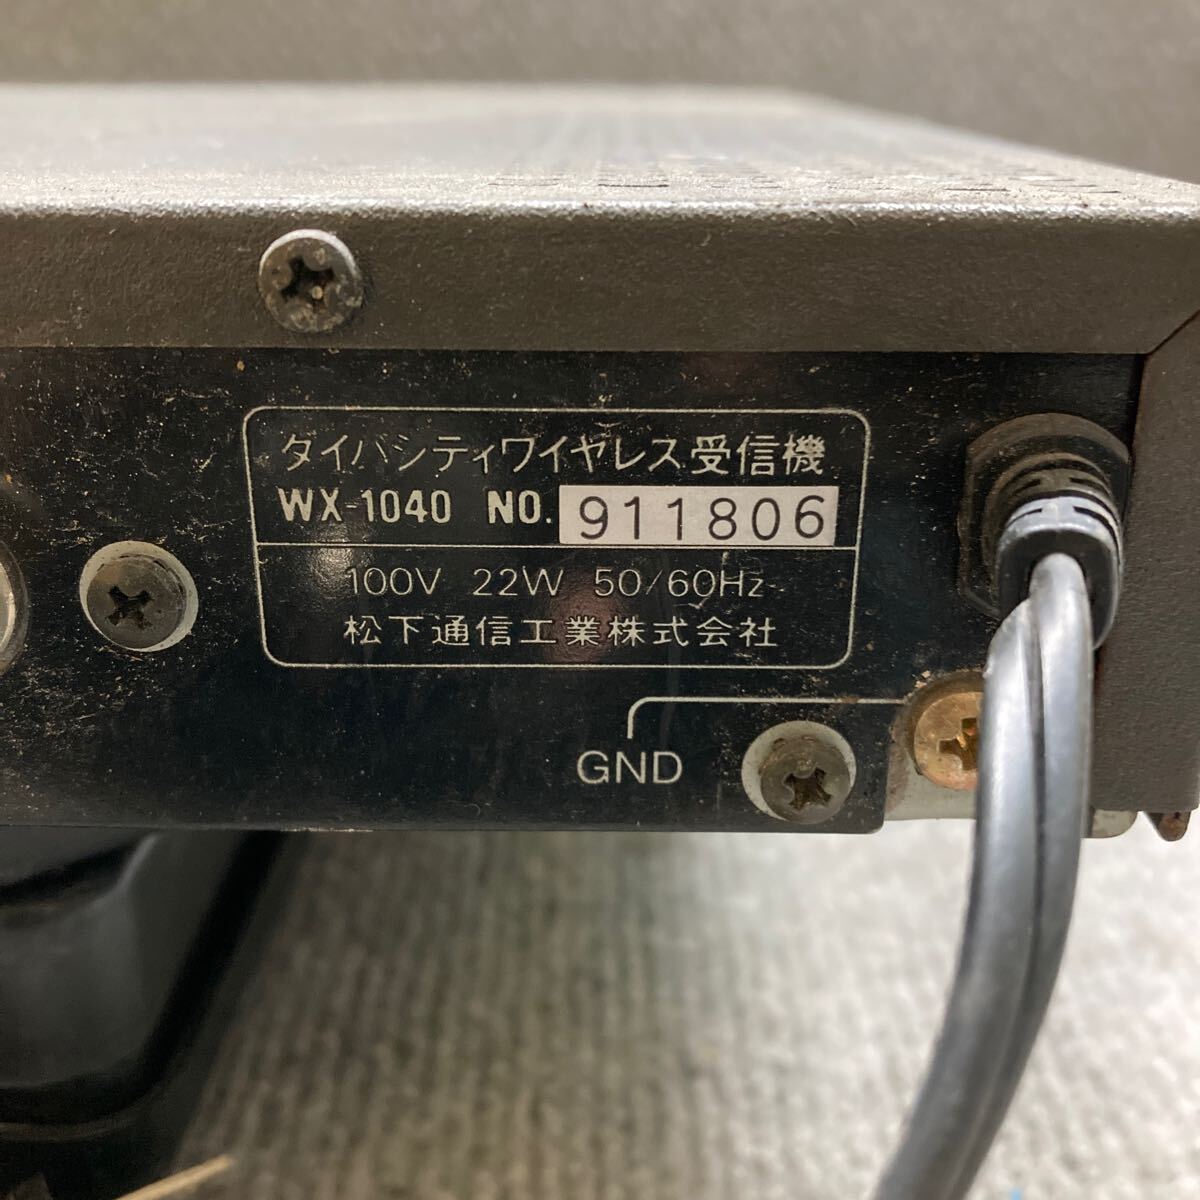 ダイバシティワイヤレス受信機
WX-1040 NO. 911806
100V 22W 50/60Hz
松下通信工業株式会社
GND